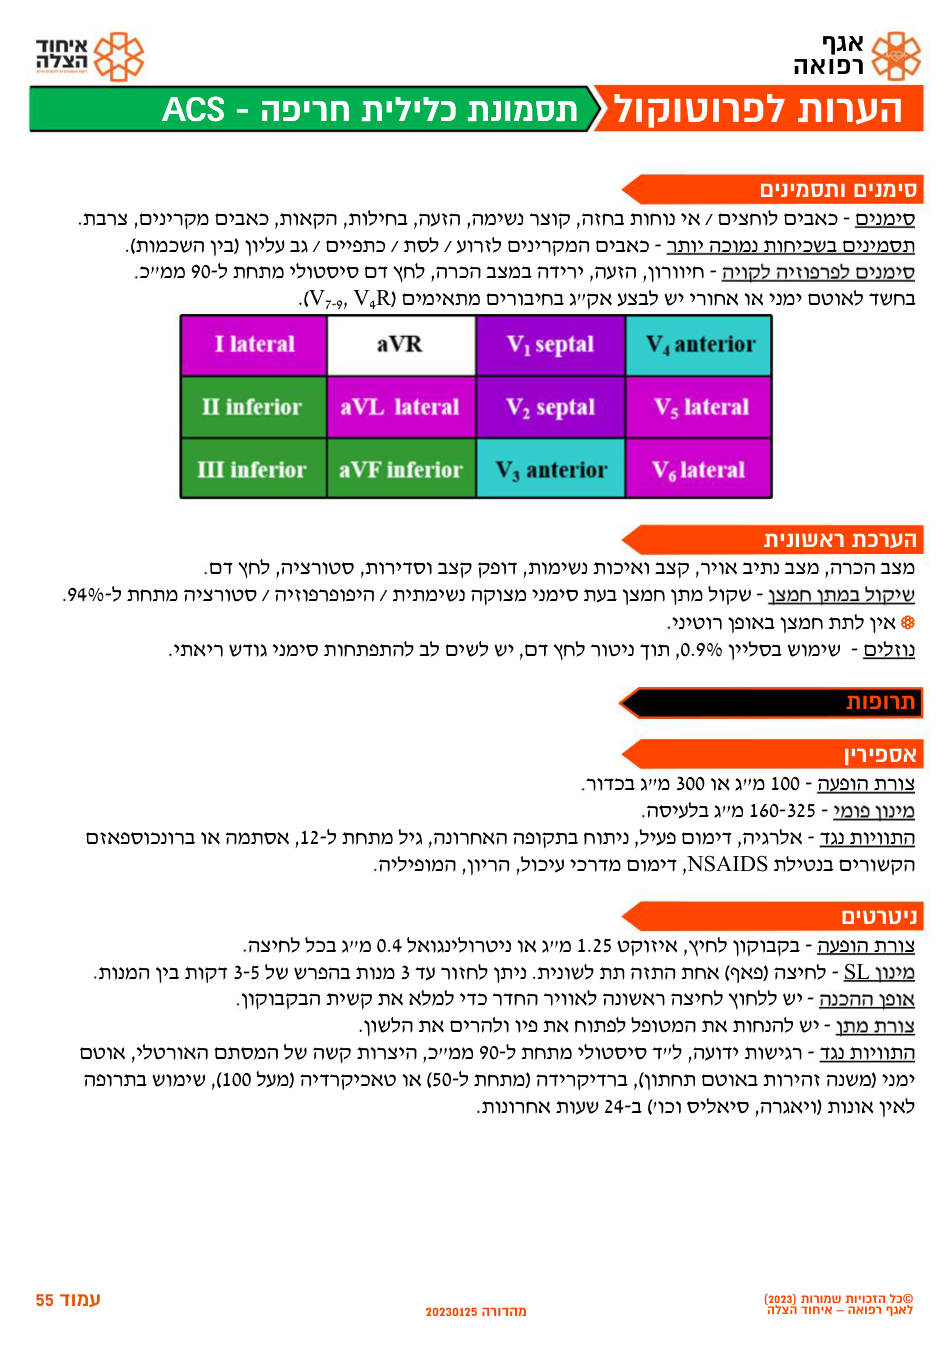 אגף
רפואה
איחוד
הצלה
הערות לפרוטוקול
תסמונת כלילית חריפה - ACS
סימנים ותסמינים
סימנים - כאבים לוחצים / אי נוחות בחזה, קוצר נשימה, הזעה, בחילות, הקאות, כאבים מקרינים, צרבת.
תסמינים בשכיחות נמוכה יותר - כאבים המקרינים לזרוע / לסת / כתפיים / גב עליון (בין השכמות).
סימנים לפרפוזיה לקויה - חיוורון, הזעה, ירידה במצב הכרה, לחץ דם סיסטולי מתחת ל-90 ממ״כ.
בחשד לאוטם ימני או אחורי יש לבצע אק״ג בחיבורים מתאימים (V7-9, V4R).
I lateral aVR V1 septal V4 anterior
II inferior aVL lateral V2 septal V5 lateral
III inferior aVF inferior V3 anterior V6 lateral
הערכת ראשונית
מצב הכרה, מצב נתיב אויר, קצב ואיכות נשימות, דופק קצב וסדירות, סטורציה, לחץ דם.
שיקול במתן חמצן - שקול מתן חמצן בעת סימני מצוקה נשימתית / היפופרפוזיה / סטורציה מתחת ל-94%.
אין לתת חמצן באופן רוטיני.
נוזלים - שימוש בסליין 0.9%, תוך ניטור לחץ דם, יש לשים לב להתפתחות סימני גודש ריאתי.
תרופות
אספירין
צורת הופעה - 100 מ״ג או 300 מ״ג בכדור.
מינון פומי - 160-325 מ״ג בלעיסה.
התוויות נגד - אלרגיה, דימום פעיל, ניתוח בתקופה האחרונה, גיל מתחת ל-12, אסתמה או ברונכוספאזם
הקשורים בנטילת NSAIDS, דימום מדרכי עיכול, הריון, המופיליה.
ניטרטים
צורת הופעה - בקבוקון לחיץ, איזוקט 1.25 מ״ג או ניטרולינגואל 0.4 מ״ג בכל לחיצה.
מינון SL - לחיצה (פאף) אחת התזה תת לשונית. ניתן לחזור עד 3 מנות בהפרש של 3-5 דקות בין המנות.
אופן ההכנה - יש ללחוץ לחיצה ראשונה לאוויר החדר כדי למלא את קשית הבקבוקון.
צורת מתן - יש להנחות את המטופל לפתוח את פיו ולהרים את הלשון.
התוויות נגד - רגישות ידועה, ל״ד סיסטולי מתחת ל-90 ממ״כ, היצרות קשה של המסתם האורטלי, אוטם
ימני (משנה זהירות באוטם תחתון), ברדיקרידה (מתחת ל-50) או טאכיקרדיה (מעל 100), שימוש בתרופה
לאין אונות (ויאגרה, סיאליס וכו׳) ב-24 שעות אחרונות.
©כל הזכויות שמורות (2023)
לאגף רפואה – איחוד הצלה
מהדורה 20230125
עמוד 55